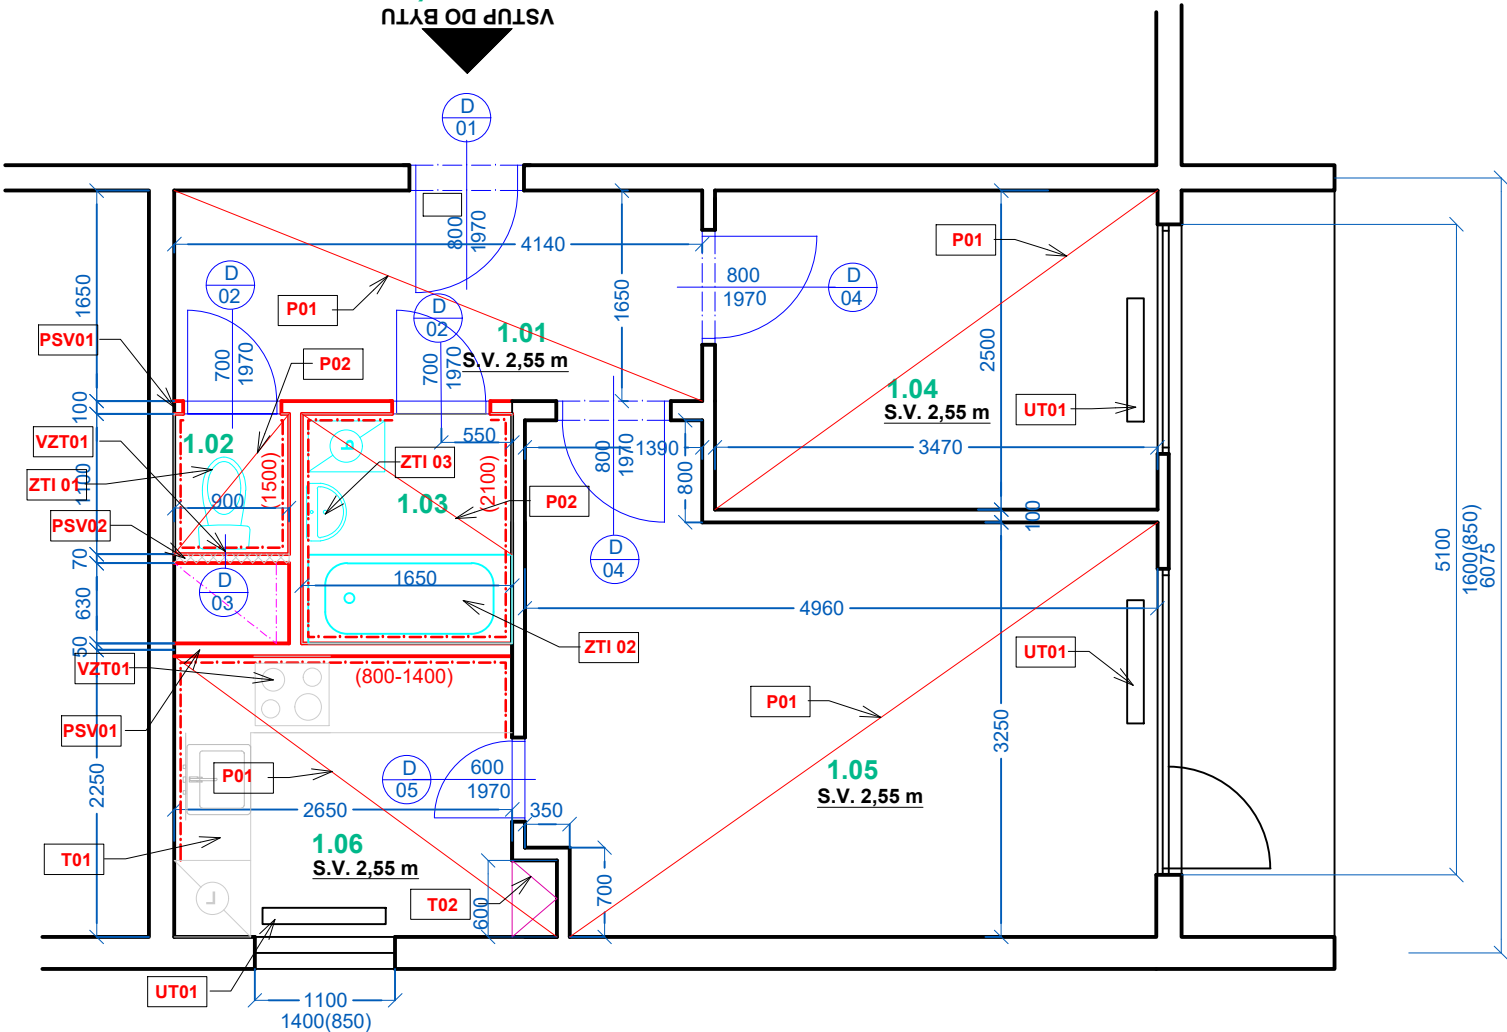 VSTUP DO BYTU
D
01
800
1970
4140
P01
D
04
800
1970
D
02
P01
D
02
1650
1650
1.01
S.V. 2,55 m
PSV01
700
1970
P02
700
1970
2500
1.04
S.V. 2,55 m
UT01
100
VZT01
1.02
550
1390
3470
ZTI 01
1100
900
(1500)
ZTI 03
1.03
(2100)
P02
800
1970
800
PSV02
100
70
D
03
630
1650
D
04
4960
5100
1600(850)
6075
50
VZT01
(800-1400)
ZTI 02
UT01
PSV01
P01
3250
2250
P01
D
05
600
1970
1.05
S.V. 2,55 m
2650
350
T01
1.06
S.V. 2,55 m
T02
600
700
L
UT01
1100
1400(850)